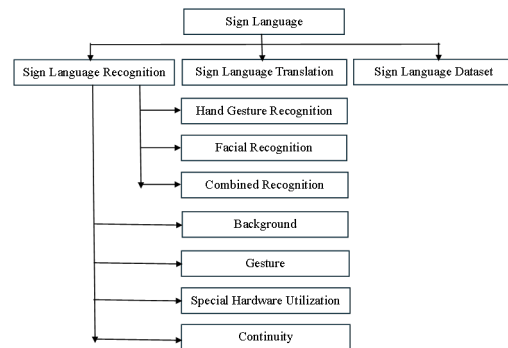 Sign Language
Sign Language Recognition
Sign Language Translation
Sign Language Dataset
Hand Gesture Recognition
Facial Recognition
Combined Recognition
Background
Gesture
Special Hardware Utilization
Continuity